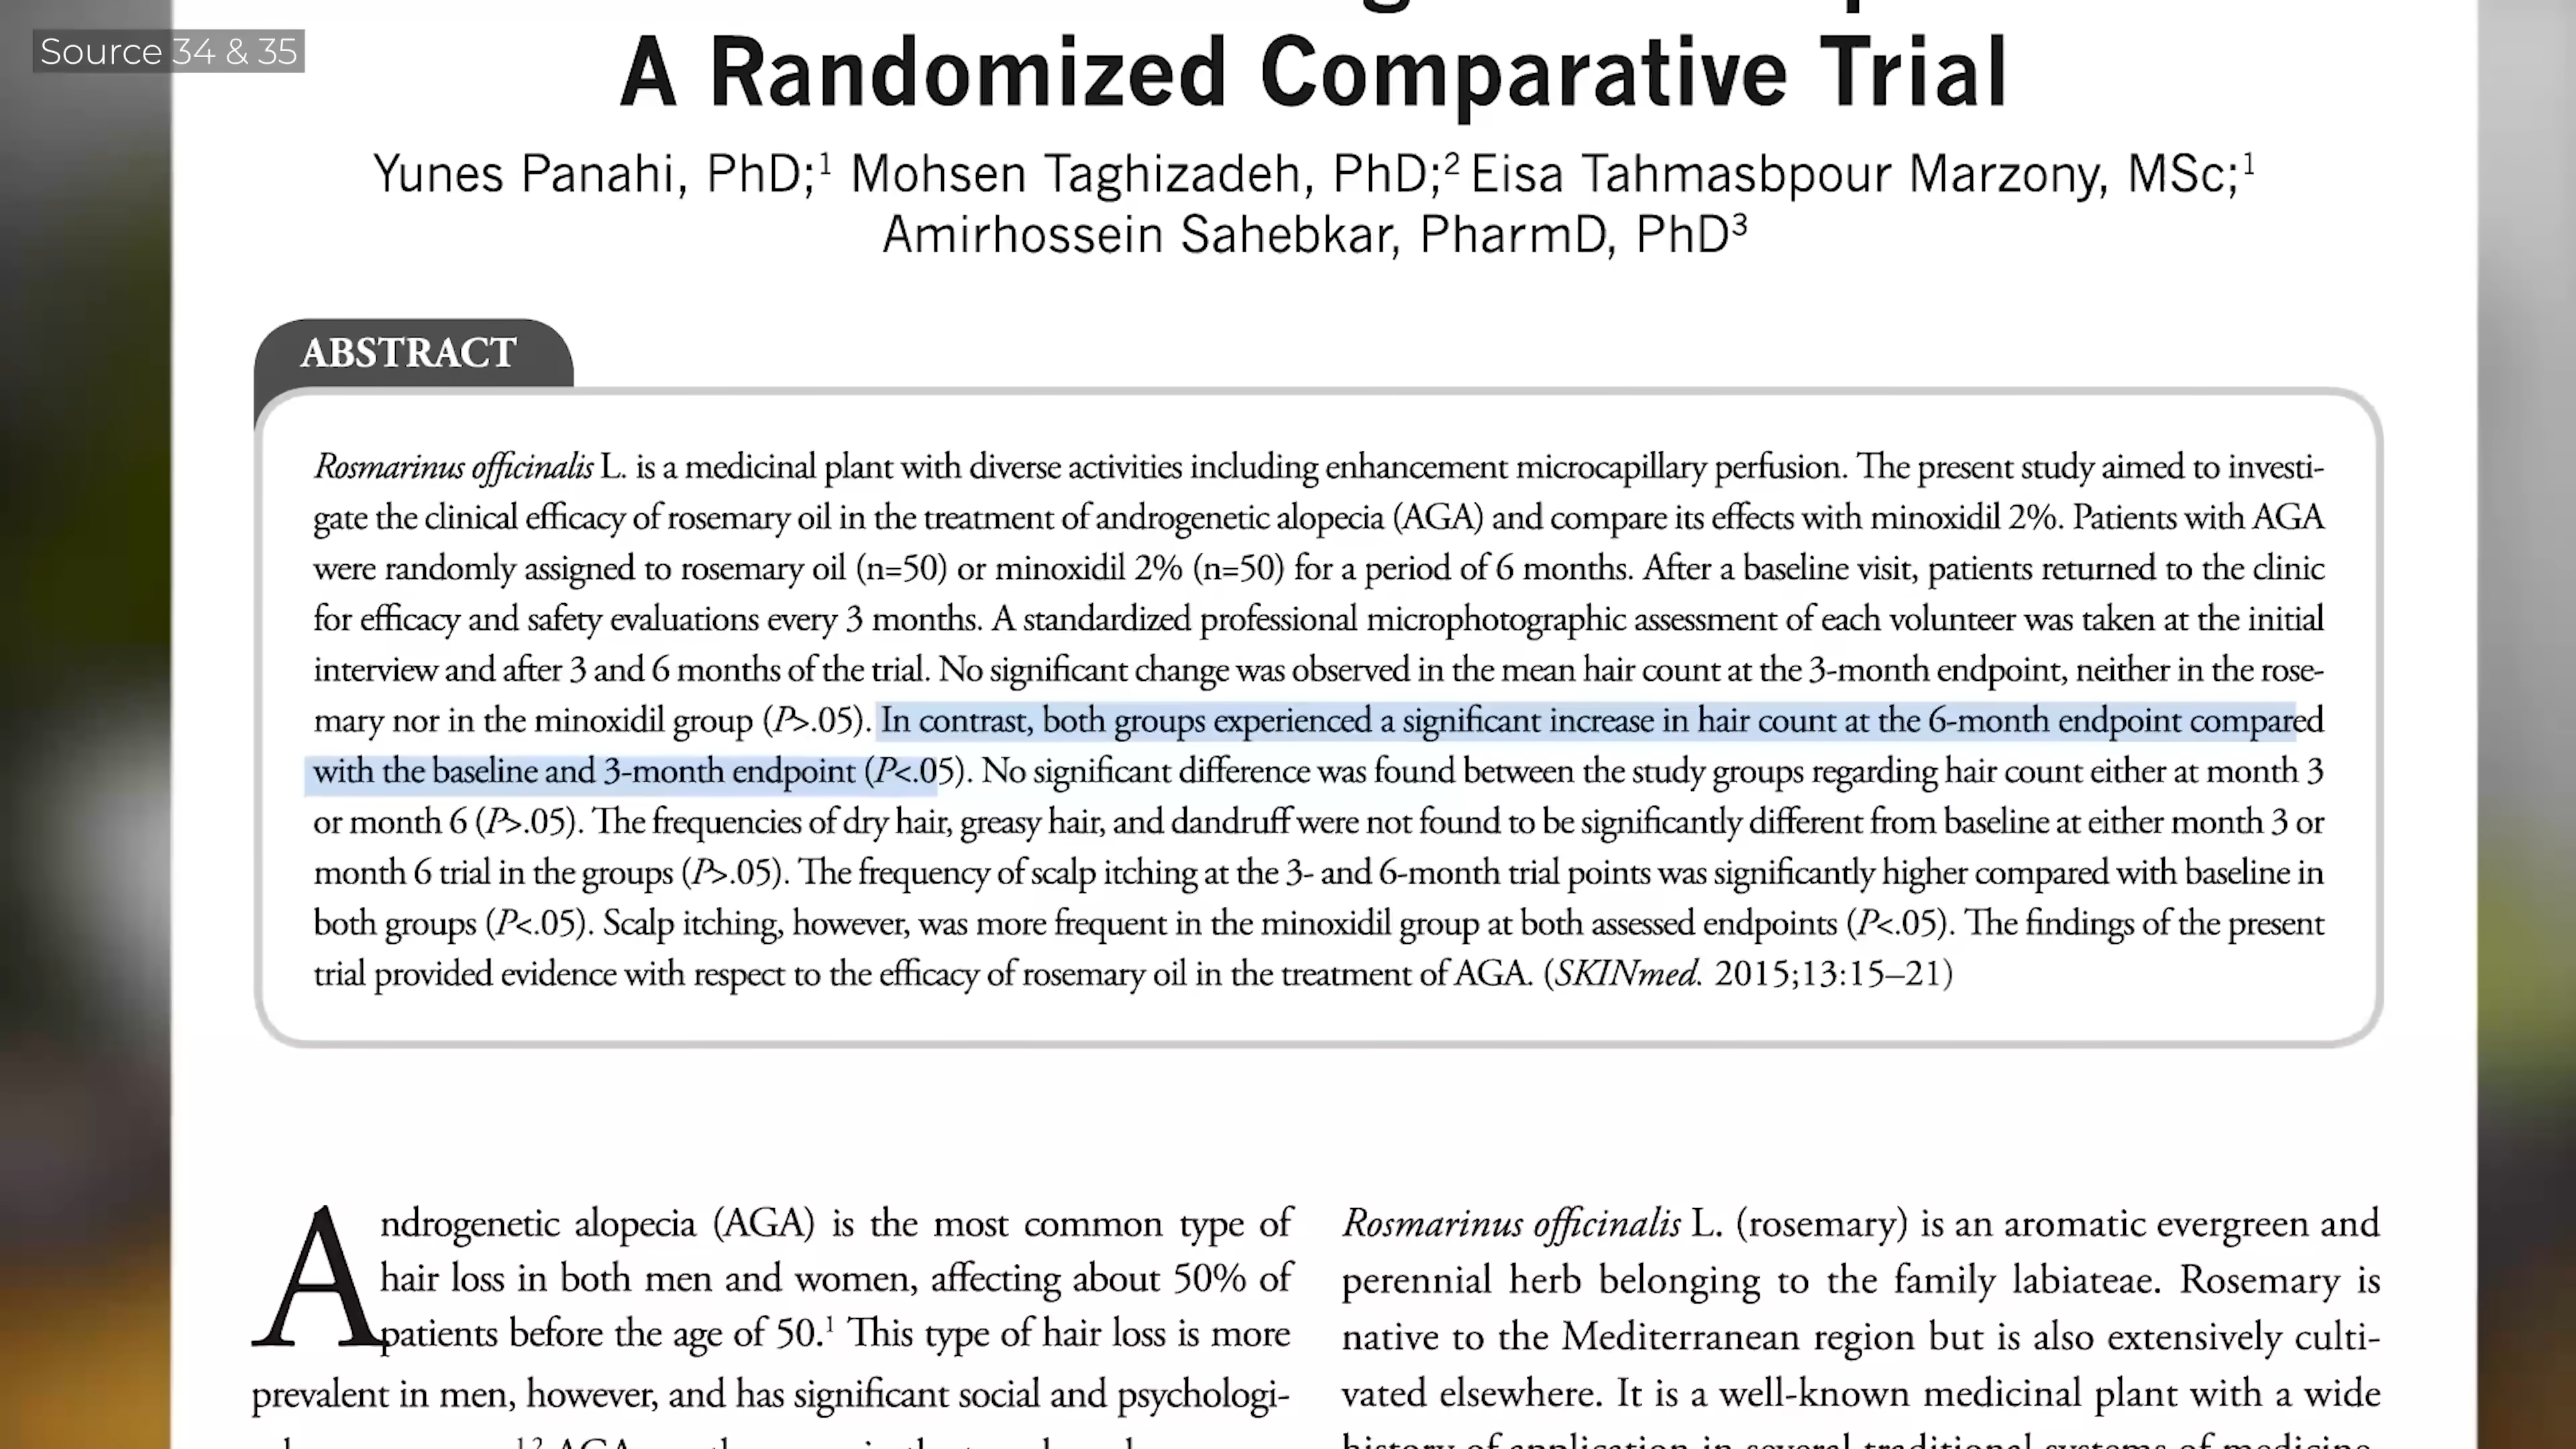 Source 34 & 35
A Randomized Comparative Trial
Yunes Panahi, PhD;1 Mohsen Taghizadeh, PhD;2 Eisa Tahmasbpour Marzony, MSc;1
Amirhossein Sahebkar, PharmD, PhD3
ABSTRACT
Rosmarinus officinalis L. is a medicinal plant with diverse activities including enhancement microcapillary perfusion. The present study aimed to investi-
gate the clinical efficacy of rosemary oil in the treatment of androgenetic alopecia (AGA) and compare its effects with minoxidil 2%. Patients with AGA
were randomly assigned to rosemary oil (n=50) or minoxidil 2% (n=50) for a period of 6 months. After a baseline visit, patients returned to the clinic
for efficacy and safety evaluations every 3 months. A standardized professional microphotographic assessment of each volunteer was taken at the initial
interview and after 3 and 6 months of the trial. No significant change was observed in the mean hair count at the 3-month endpoint, neither in the rose-
mary nor in the minoxidil group (P>.05). In contrast, both groups experienced a significant increase in hair count at the 6-month endpoint compared
with the baseline and 3-month endpoint (P<.05). No significant difference was found between the study groups regarding hair count either at month 3
or month 6 (P>.05). The frequencies of dry hair, greasy hair, and dandruff were not found to be significantly different from baseline at either month 3 or
month 6 trial in the groups (P>.05). The frequency of scalp itching at the 3- and 6-month trial points was significantly higher compared with baseline in
both groups (P<.05). Scalp itching, however, was more frequent in the minoxidil group at both assessed endpoints (P<.05). The findings of the present
trial provided evidence with respect to the efficacy of rosemary oil in the treatment of AGA. (SKINmed. 2015;13:15–21)
Androgenetic alopecia (AGA) is the most common type of
hair loss in both men and women, affecting about 50% of
patients before the age of 50.1 This type of hair loss is more
prevalent in men, however, and has significant social and psychologi-
Rosmarinus officinalis L. (rosemary) is an aromatic evergreen and
perennial herb belonging to the family labiateae. Rosemary is
native to the Mediterranean region but is also extensively culti-
vated elsewhere. It is a well-known medicinal plant with a wide